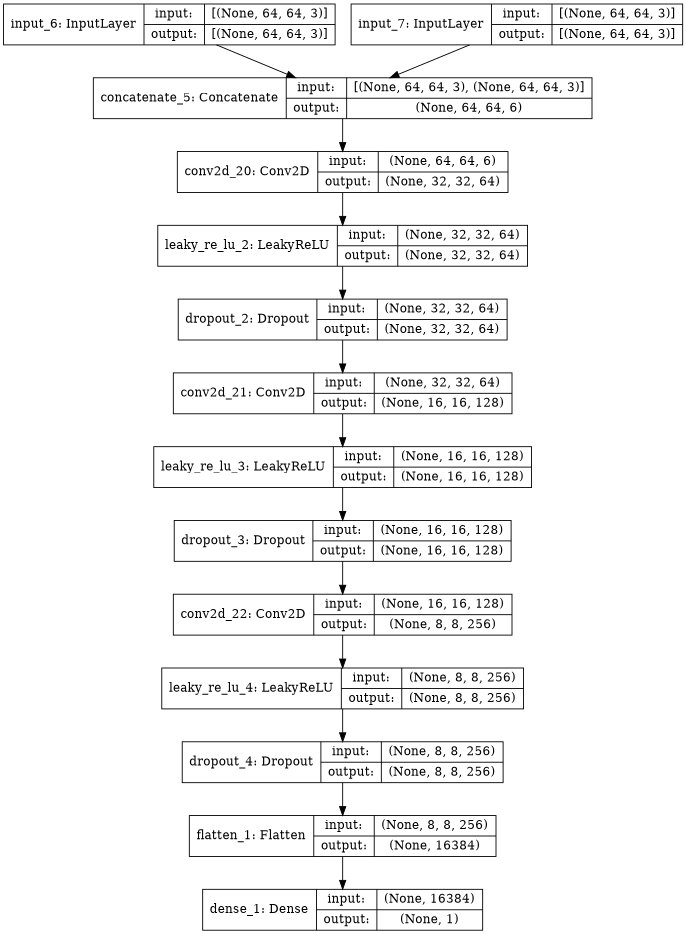 input_6: InputLayer
input:
[(None, 64, 64, 3)]
output:
[(None, 64, 64, 3)]
input_7: InputLayer
input:
[(None, 64, 64, 3)]
output:
[(None, 64, 64, 3)]
concatenate_5: Concatenate
input:
[(None, 64, 64, 3), (None, 64, 64, 3)]
output:
(None, 64, 64, 6)
conv2d_20: Conv2D
input:
(None, 64, 64, 6)
output:
(None, 32, 32, 64)
leaky_re_lu_2: LeakyReLU
input:
(None, 32, 32, 64)
output:
(None, 32, 32, 64)
dropout_2: Dropout
input:
(None, 32, 32, 64)
output:
(None, 32, 32, 64)
conv2d_21: Conv2D
input:
(None, 32, 32, 64)
output:
(None, 16, 16, 128)
leaky_re_lu_3: LeakyReLU
input:
(None, 16, 16, 128)
output:
(None, 16, 16, 128)
dropout_3: Dropout
input:
(None, 16, 16, 128)
output:
(None, 16, 16, 128)
conv2d_22: Conv2D
input:
(None, 16, 16, 128)
output:
(None, 8, 8, 256)
leaky_re_lu_4: LeakyReLU
input:
(None, 8, 8, 256)
output:
(None, 8, 8, 256)
dropout_4: Dropout
input:
(None, 8, 8, 256)
output:
(None, 8, 8, 256)
flatten_1: Flatten
input:
(None, 8, 8, 256)
output:
(None, 16384)
dense_1: Dense
input:
(None, 16384)
output:
(None, 1)